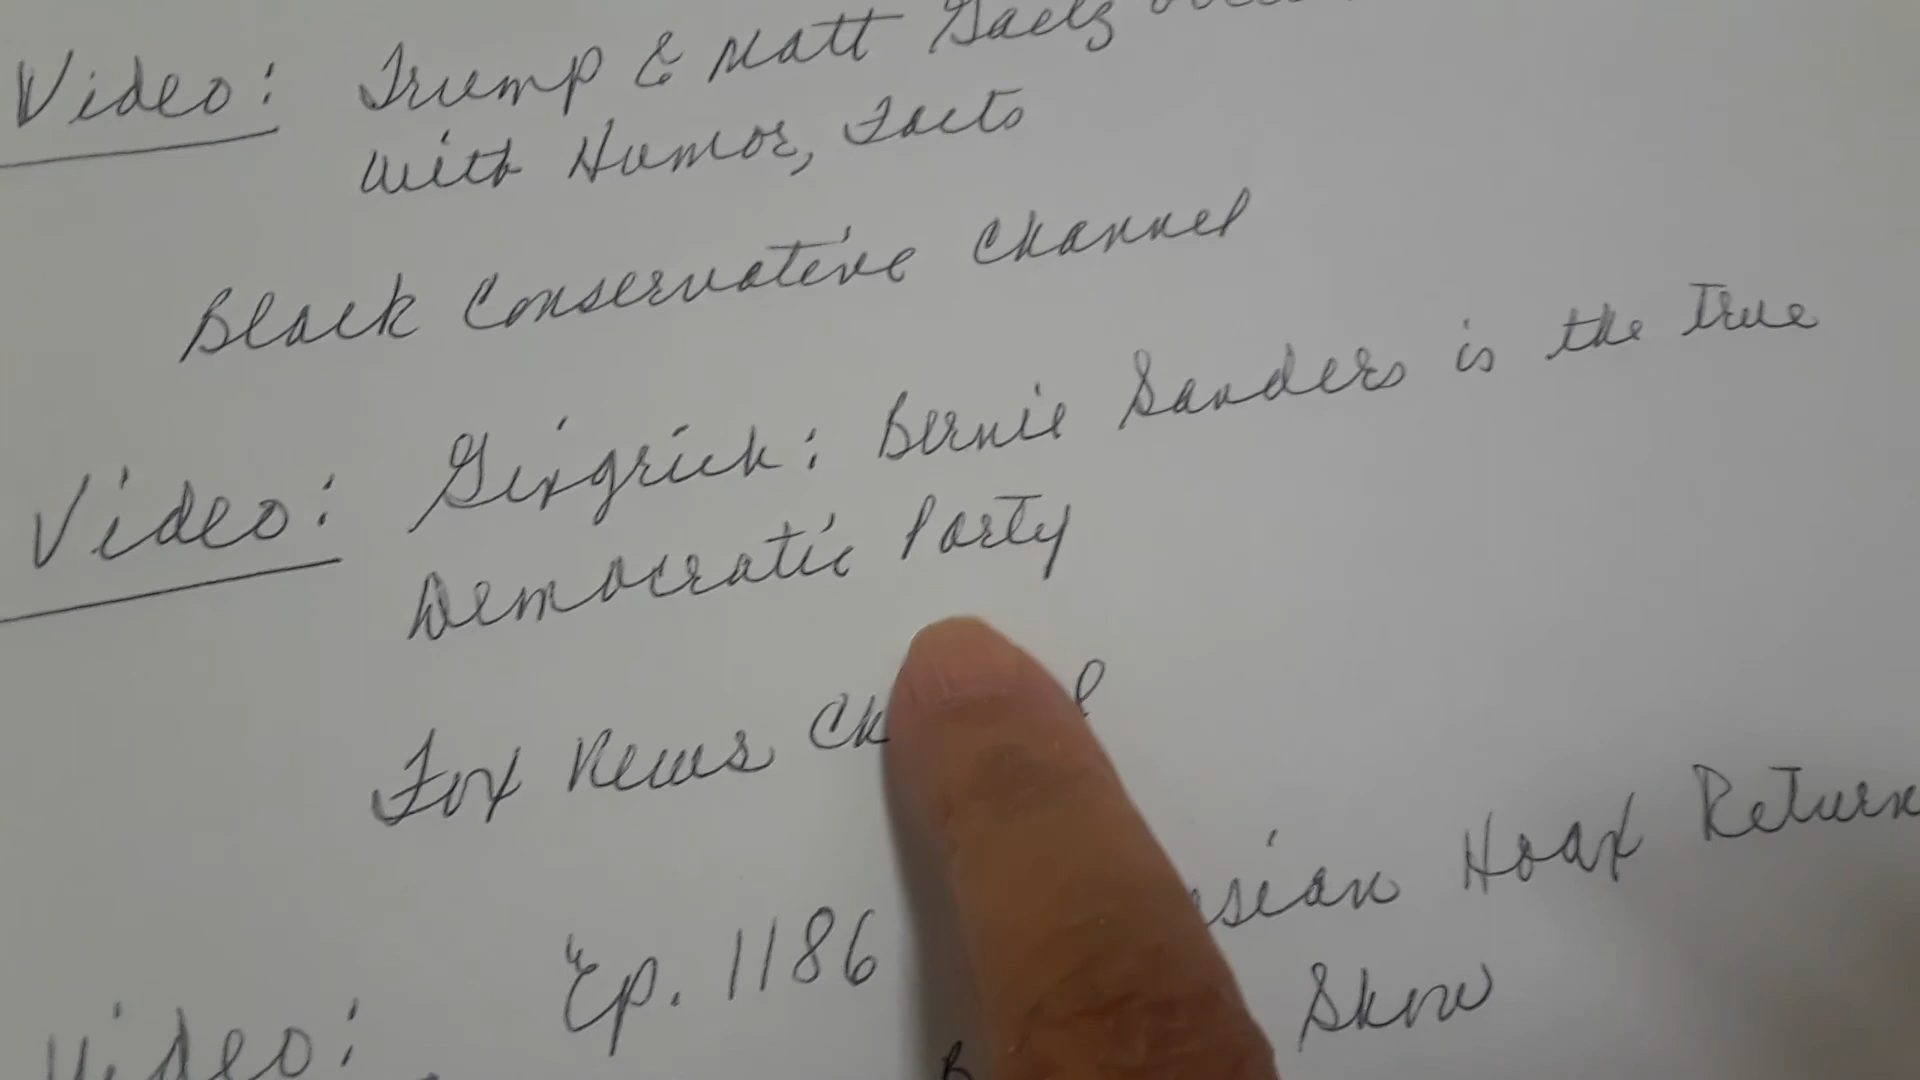 Video: Trump & Matt Gaetz
with Humor, Facts
Black Conservative Channel
Video: Gingrich: Bernie Sanders is the True
Democratic Party
Fox News
Ep. 1186 Hoax Return
Video: Show